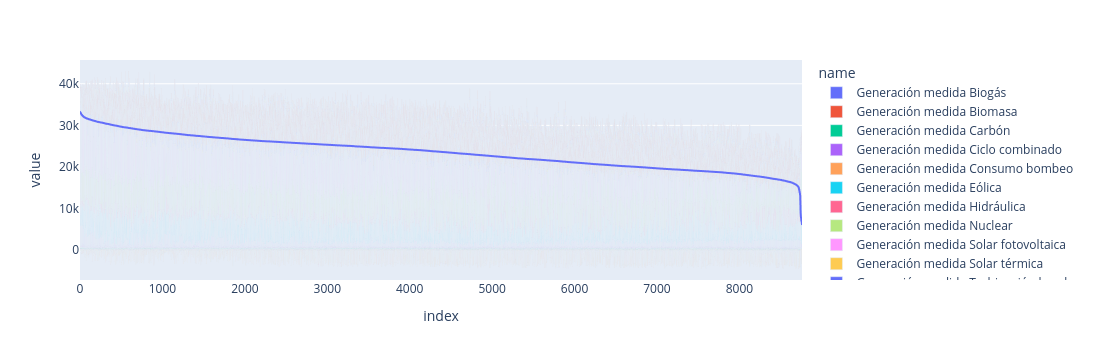 name
Generación medida Biogás
Generación medida Biomasa
Generación medida Carbón
Generación medida Ciclo combinado
Generación medida Consumo bombeo
Generación medida Eólica
Generación medida Hidráulica
Generación medida Nuclear
Generación medida Solar fotovoltaica
Generación medida Solar térmica
Generación medida
value
40k
30k
20k
10k
0
0 1000 2000 3000 4000 5000 6000 7000 8000
index